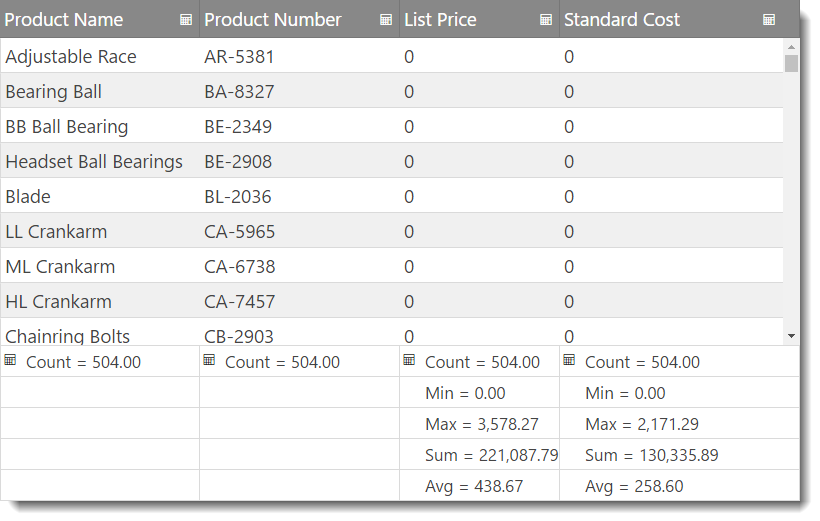 Product Name Product Number List Price Standard Cost
Adjustable Race AR-5381 0 0
Bearing Ball BA-8327 0 0
BB Ball Bearing BE-2349 0 0
Headset Ball Bearings BE-2908 0 0
Blade BL-2036 0 0
LL Crankarm CA-5965 0 0
ML Crankarm CA-6738 0 0
HL Crankarm CA-7457 0 0
Chainring Bolts CB-2903 0 0
Count = 504.00 Count = 504.00 Count = 504.00 Count = 504.00
Min = 0.00 Min = 0.00
Max = 3,578.27 Max = 2,171.29
Sum = 221,087.79 Sum = 130,335.89
Avg = 438.67 Avg = 258.60